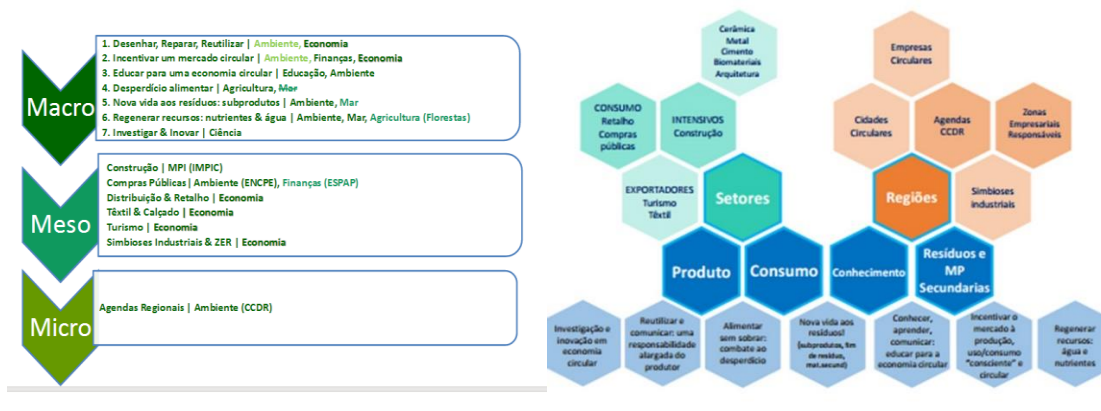 Macro
1. Desenhar, Reparar, Reutilizar | Ambiente, Economia
2. Incentivar um mercado circular | Ambiente, Finanças, Economia
3. Educar para uma economia circular | Educação, Ambiente
4. Desperdício alimentar | Agricultura, Mar
5. Nova vida aos resíduos: subprodutos | Ambiente, Mar
6. Regenerar recursos: nutrientes & água | Ambiente, Mar, Agricultura (Florestas)
7. Investigar & Inovar | Ciência
Meso
Construção | MPI (IMPIC)
Compras Públicas | Ambiente (ENCPE), Finanças (ESPAP)
Distribuição & Retalho | Economia
Têxtil & Calçado | Economia
Turismo | Economia
Simbioses Industriais & ZER | Economia
Micro
Agendas Regionais | Ambiente (CCDR)
Cerâmica
Metal
Cimento
Biomateriais
Arquitetura
CONSUMO
Retalho
Compras
públicas
INTENSIVOS
Construção
EXPORTADORES
Turismo
Têxtil
Setores
Empresas
Circulares
Cidades
Circulares
Agendas
CCDR
Zonas
Empresariais
Responsáveis
Regiões
Simbioses
industriais
Produto
Consumo
Conhecimento
Resíduos e
MP
Secundarias
Investigação e
inovação em
economia
circular
Reutilizar e
comunicar: uma
responsabilidade
alargada do
produtor
Alimentar
sem sobrar:
combate ao
desperdício
Nova vida aos
resíduos!
(subprodutos, fim
de resíduo,
mat.secund)
Conhecer,
aprender,
comunicar:
educar para a
economia circular
Incentivar o
mercado à
produção,
uso/consumo
"consciente" e
circular
Regenerar
recursos:
água e
nutrientes